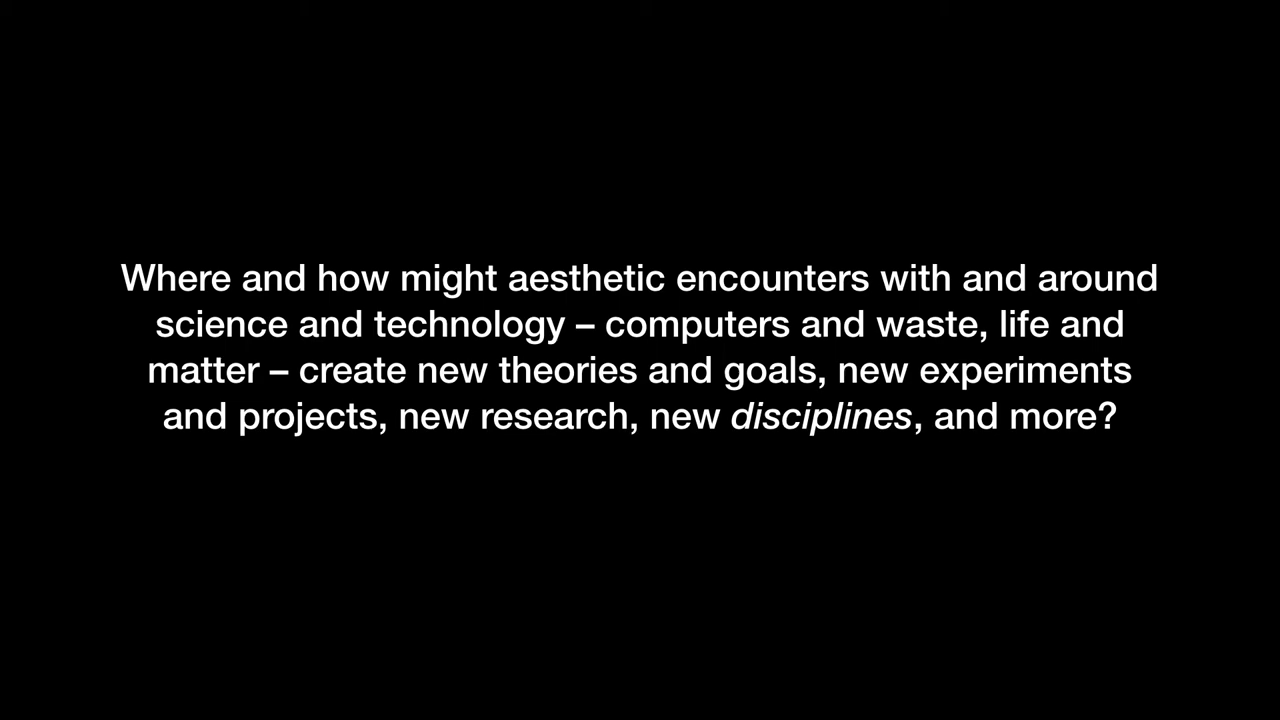 Where and how might aesthetic encounters with and around
science and technology – computers and waste, life and
matter – create new theories and goals, new experiments
and projects, new research, new disciplines, and more?